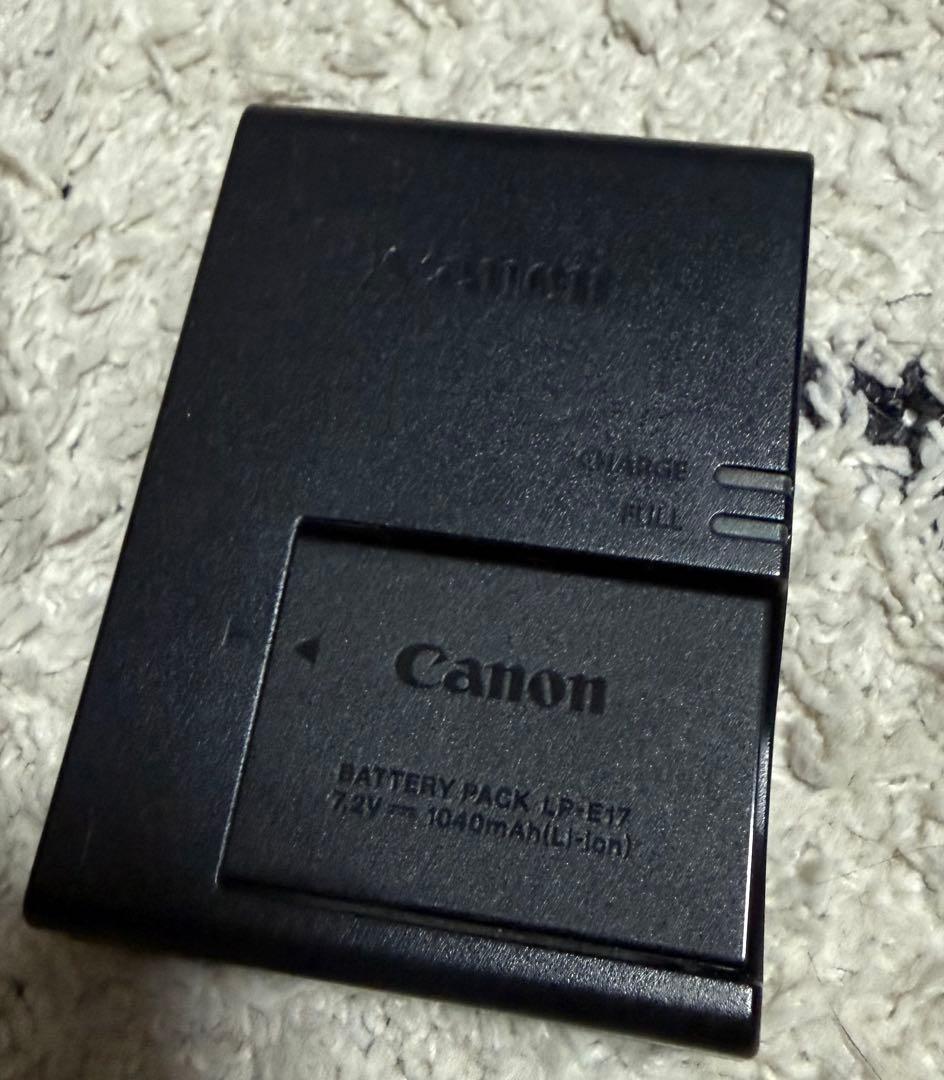 Canon
CHARGE
FULL
Canon
BATTERY PACK LP-E17
7.2V⎓1040mAh(Li-ion)